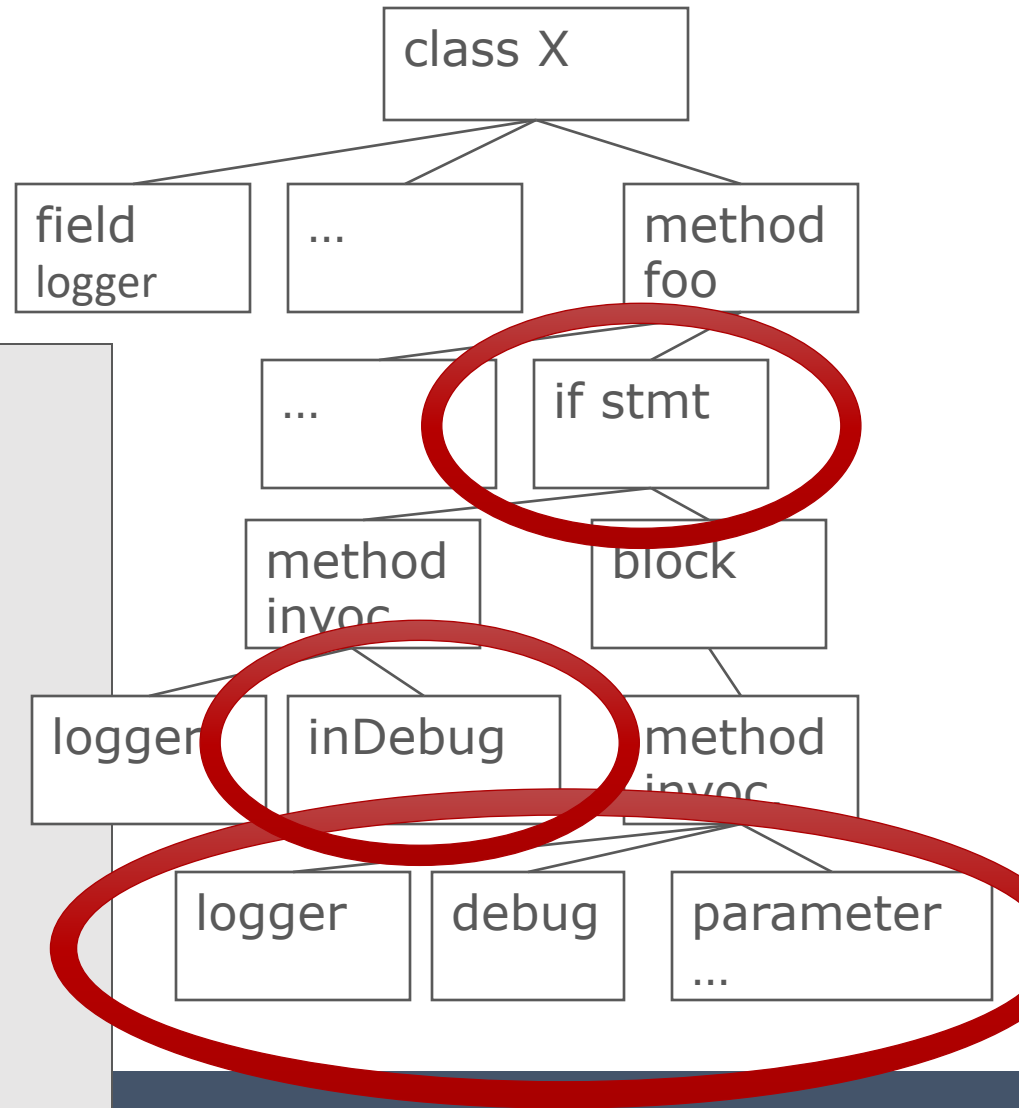 class X
field
logger
...
method
foo
...
if stmt
method
invoc.
block
logger
inDebug
method
invoc.
logger
debug
parameter
...